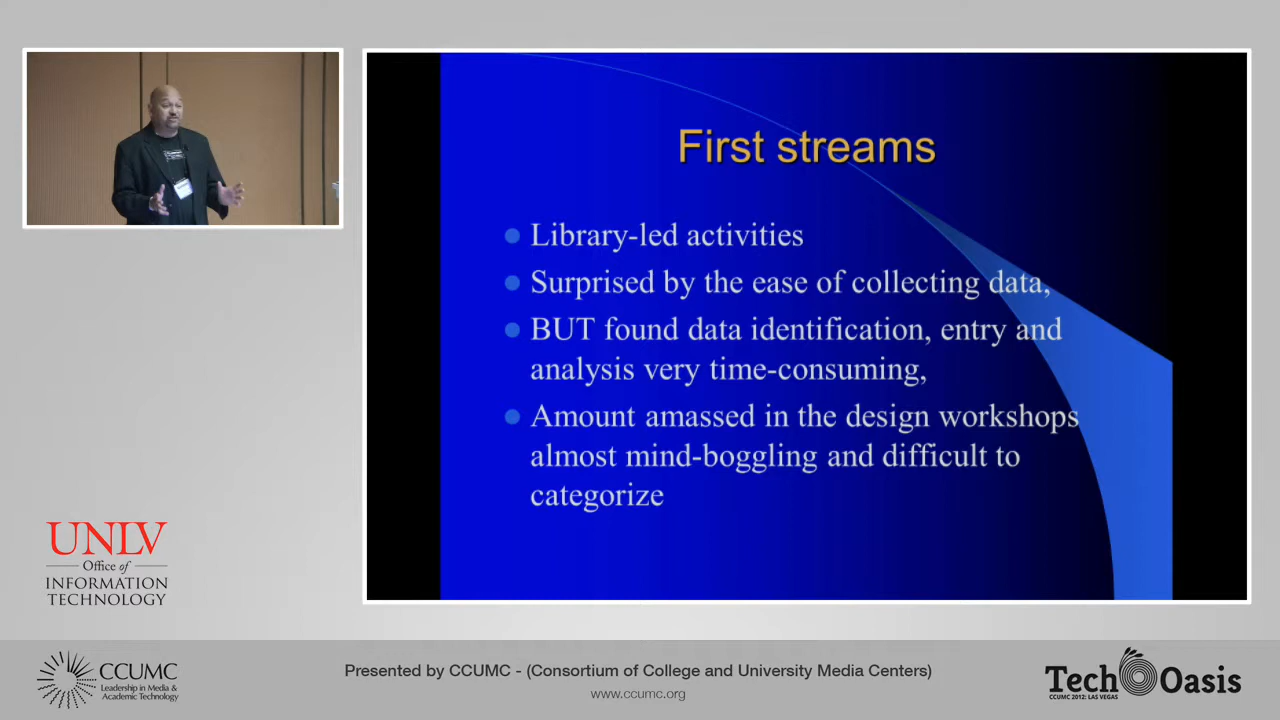 First streams
Library-led activities
Surprised by the ease of collecting data,
BUT found data identification, entry and
analysis very time-consuming,
Amount amassed in the design workshops
almost mind-boggling and difficult to
categorize
UNLV
Office of
INFORMATION
TECHNOLOGY
CCUMC
Leadership in Media &
Academic Technology
Presented by CCUMC - (Consortium of College and University Media Centers)
www.ccumc.org
Tech Oasis
CCUMC 2012: LAS VEGAS